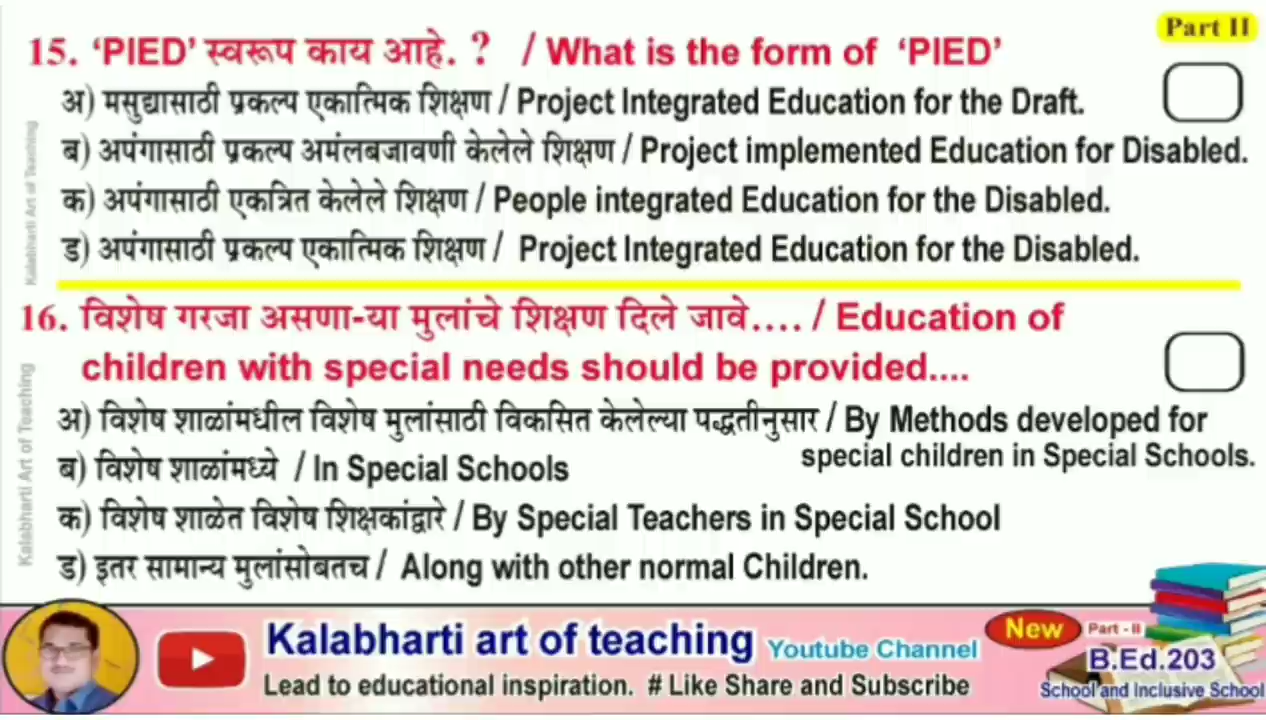 Part II
15. ‘PIED’ स्वरूप काय आहे. ? / What is the form of ‘PIED’
अ) मसुद्यासाठी प्रकल्प एकात्मिक शिक्षण / Project Integrated Education for the Draft.
ब) अपंगासाठी प्रकल्प अमंलबजावणी केलेले शिक्षण / Project implemented Education for Disabled.
क) अपंगासाठी एकत्रित केलेले शिक्षण / People integrated Education for the Disabled.
ड) अपंगासाठी प्रकल्प एकात्मिक शिक्षण / Project Integrated Education for the Disabled.
Kalabharti Art of Teaching
16. विशेष गरजा असणा-या मुलांचे शिक्षण दिले जावे.... / Education of
children with special needs should be provided....
अ) विशेष शाळांमधील विशेष मुलांसाठी विकसित केलेल्या पद्धतीनुसार / By Methods developed for
special children in Special Schools.
ब) विशेष शाळांमध्ये / In Special Schools
क) विशेष शाळेत विशेष शिक्षकांद्वारे / By Special Teachers in Special School
ड) इतर सामान्य मुलांसोबतच / Along with other normal Children.
Kalabharti Art of Teaching
Kalabharti art of teaching Youtube Channel
Lead to educational inspiration. # Like Share and Subscribe
New Part - II
B.Ed.203
School and Inclusive School